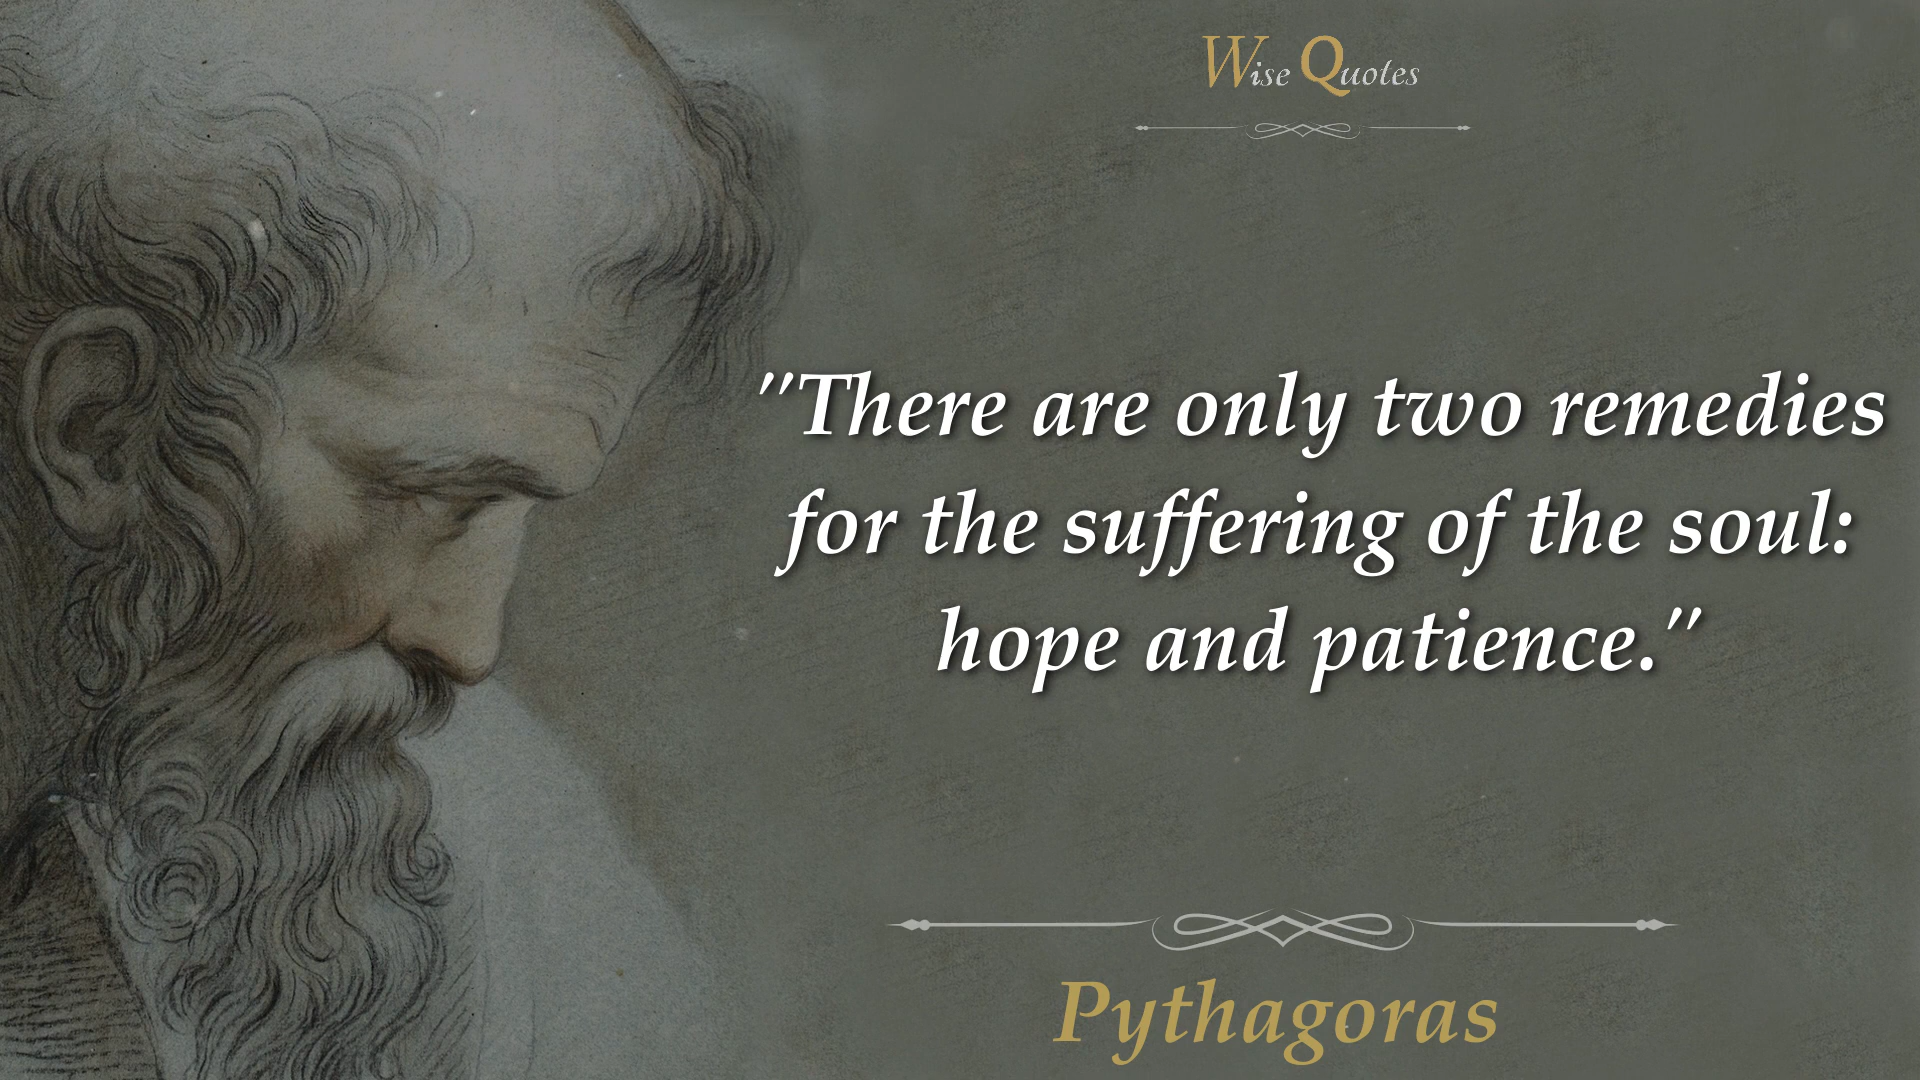 Wise Quotes
"There are only two remedies
for the suffering of the soul:
hope and patience."
Pythagoras